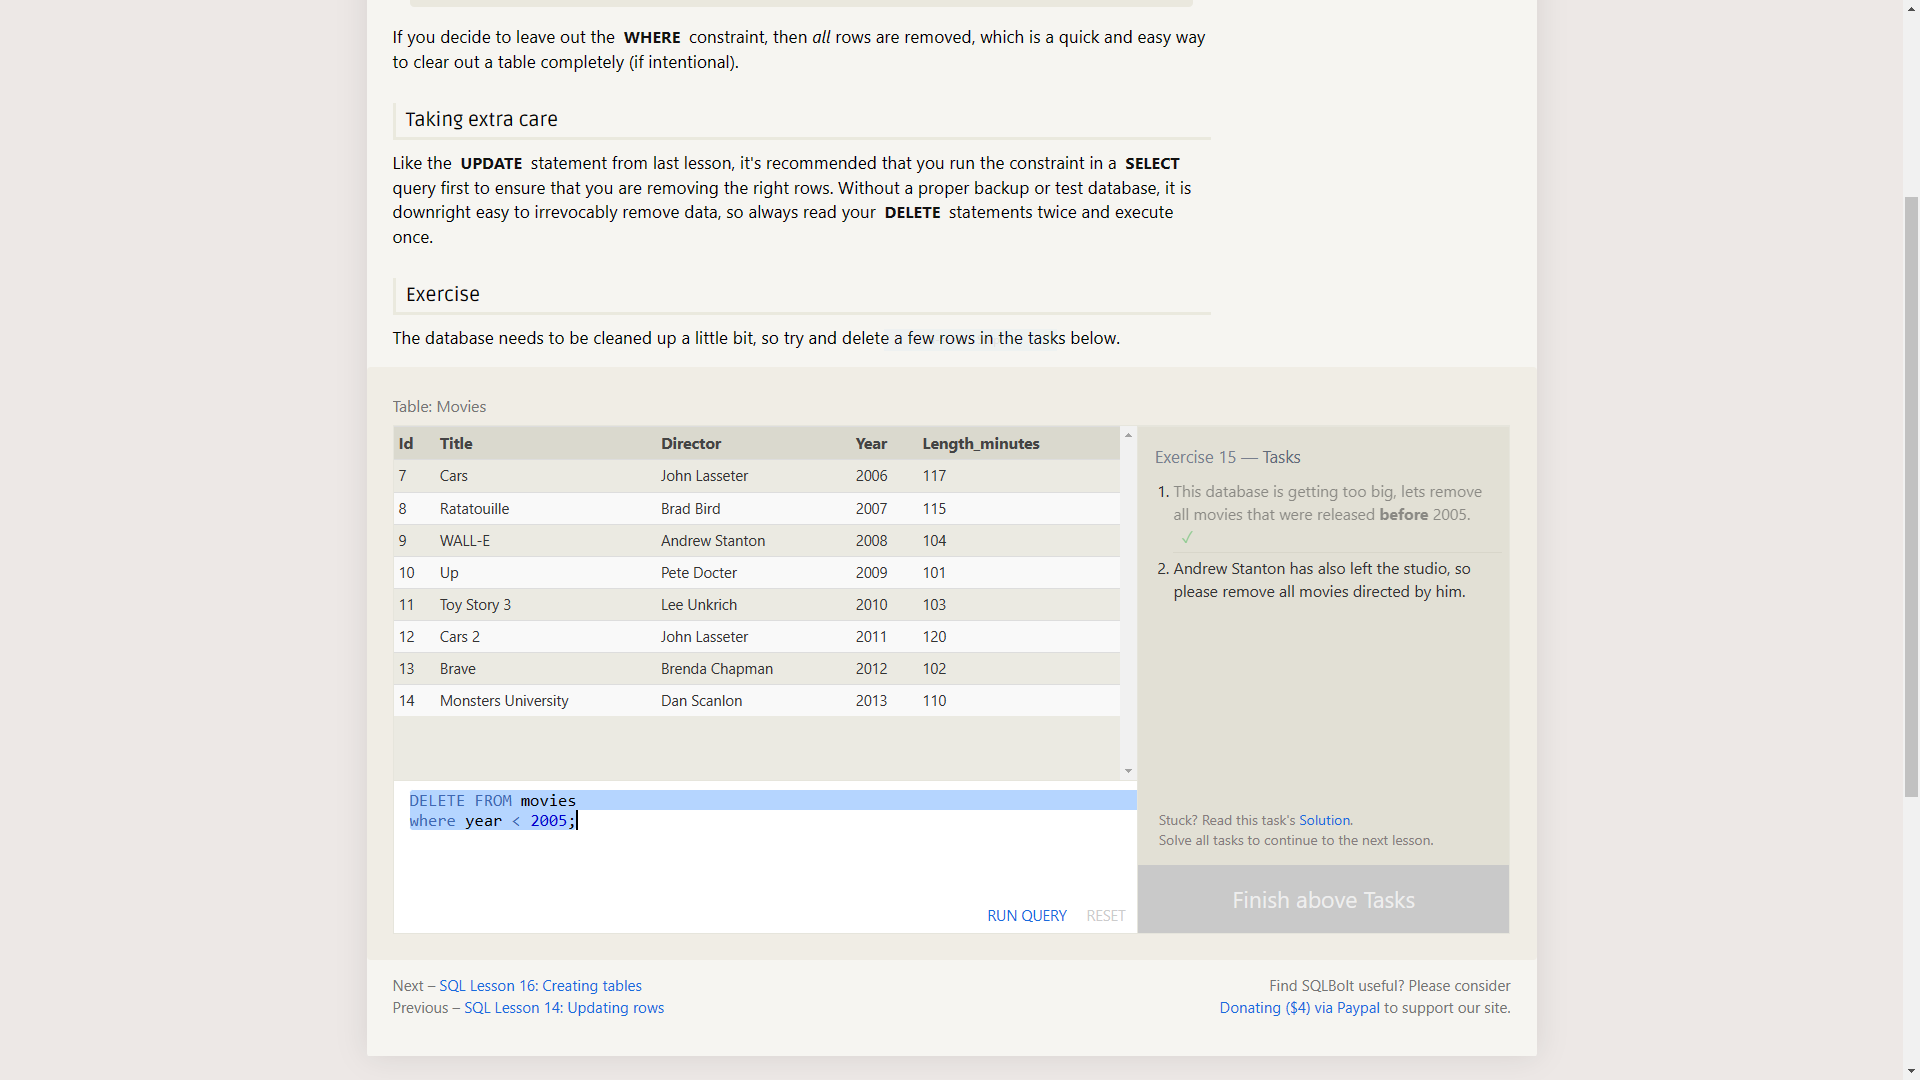 If you decide to leave out the WHERE constraint, then all rows are removed, which is a quick and easy way
to clear out a table completely (if intentional).
Taking extra care
Like the UPDATE statement from last lesson, it's recommended that you run the constraint in a SELECT
query first to ensure that you are removing the right rows. Without a proper backup or test database, it is
downright easy to irrevocably remove data, so always read your DELETE statements twice and execute
once.
Exercise
The database needs to be cleaned up a little bit, so try and delete a few rows in the tasks below.
Table: Movies
Id Title Director Year Length_minutes
7 Cars John Lasseter 2006 117
8 Ratatouille Brad Bird 2007 115
9 WALL-E Andrew Stanton 2008 104
10 Up Pete Docter 2009 101
11 Toy Story 3 Lee Unkrich 2010 103
12 Cars 2 John Lasseter 2011 120
13 Brave Brenda Chapman 2012 102
14 Monsters University Dan Scanlon 2013 110
DELETE FROM movies
where year < 2005;
RUN QUERY RESET
Exercise 15 — Tasks
1. This database is getting too big, lets remove
all movies that were released before 2005.
✓
2. Andrew Stanton has also left the studio, so
please remove all movies directed by him.
Stuck? Read this task's Solution.
Solve all tasks to continue to the next lesson.
Finish above Tasks
Next – SQL Lesson 16: Creating tables
Previous – SQL Lesson 14: Updating rows
Find SQLBolt useful? Please consider
Donating ($4) via Paypal to support our site.